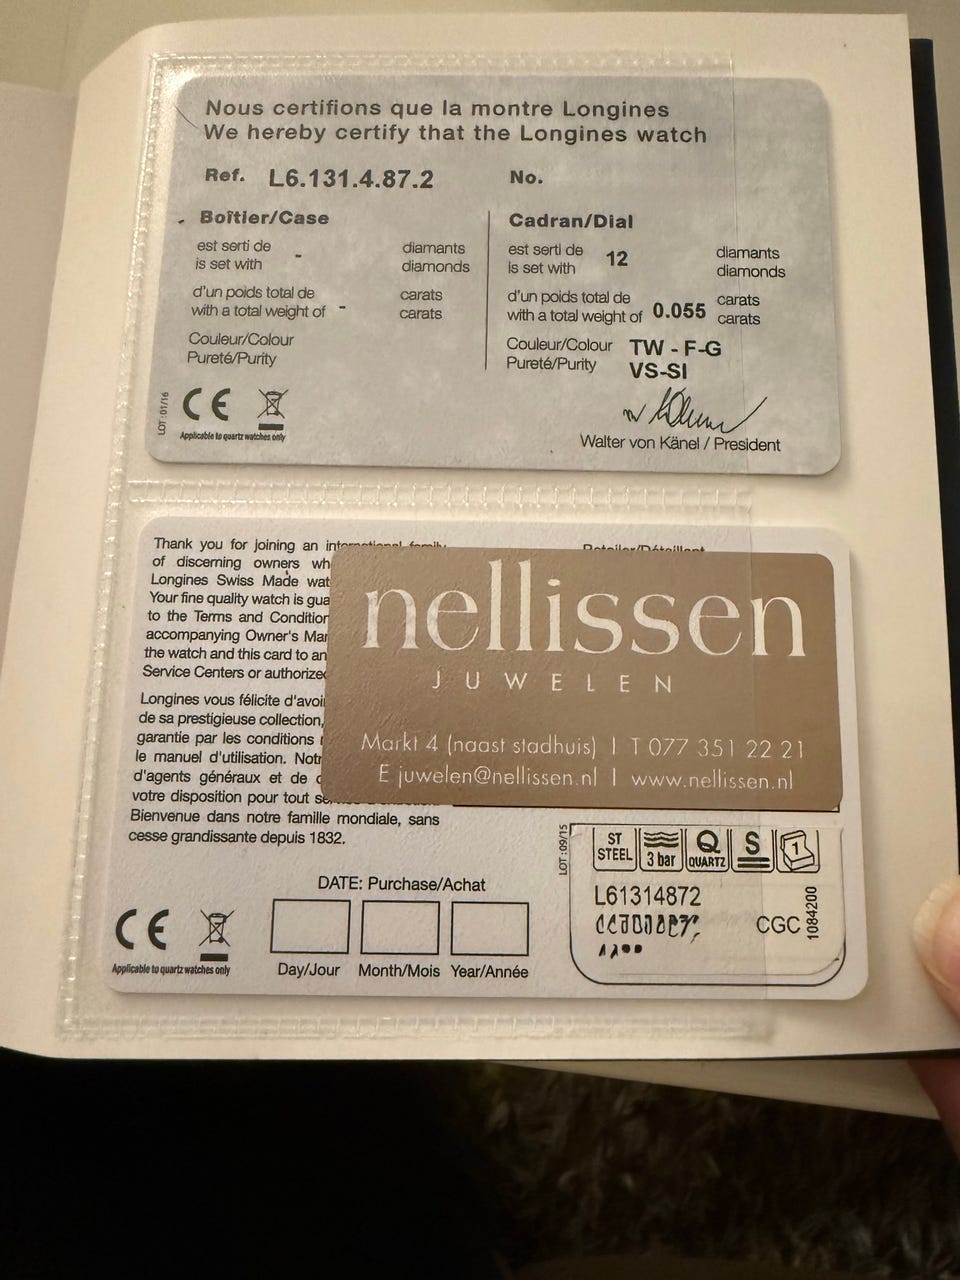 Nous certifions que la montre Longines
We hereby certify that the Longines watch
Ref. L6.131.4.87.2 No.
Boîtier/Case
est serti de - diamants
is set with diamonds
d'un poids total de carats
with a total weight of - carats
Couleur/Colour
Pureté/Purity
Cadran/Dial
est serti de 12 diamants
is set with diamonds
d'un poids total de 0.055 carats
with a total weight of carats
Couleur/Colour TW - F-G
Pureté/Purity VS-SI
LOT : 01/16
CE
Applicable to quartz watches only
Walter von Känel / President
Thank you for joining an international family
of discerning owners
Longines Swiss Made
Your fine quality watch is
to the Terms and
accompanying Owner's
the watch and this card to an
Service Centers or
Longines vous félicite
de sa prestigieuse collection,
garantie par les conditions
le manuel d'utilisation.
d'agents généraux et de
votre disposition pour tout
Bienvenue dans notre famille mondiale, sans
cesse grandissante depuis 1832.
Retailer/Détaillant
nellissen
JUWELEN
Markt 4 (naast stadhuis) | T 077 351 22 21
E juwelen@nellissen.nl | www.nellissen.nl
DATE: Purchase/Achat
Day/Jour Month/Mois Year/Année
CE
Applicable to quartz watches only
LOT : 09/15
ST STEEL 3 bar Q QUARTZ S 1
L61314872
CGC
1084200